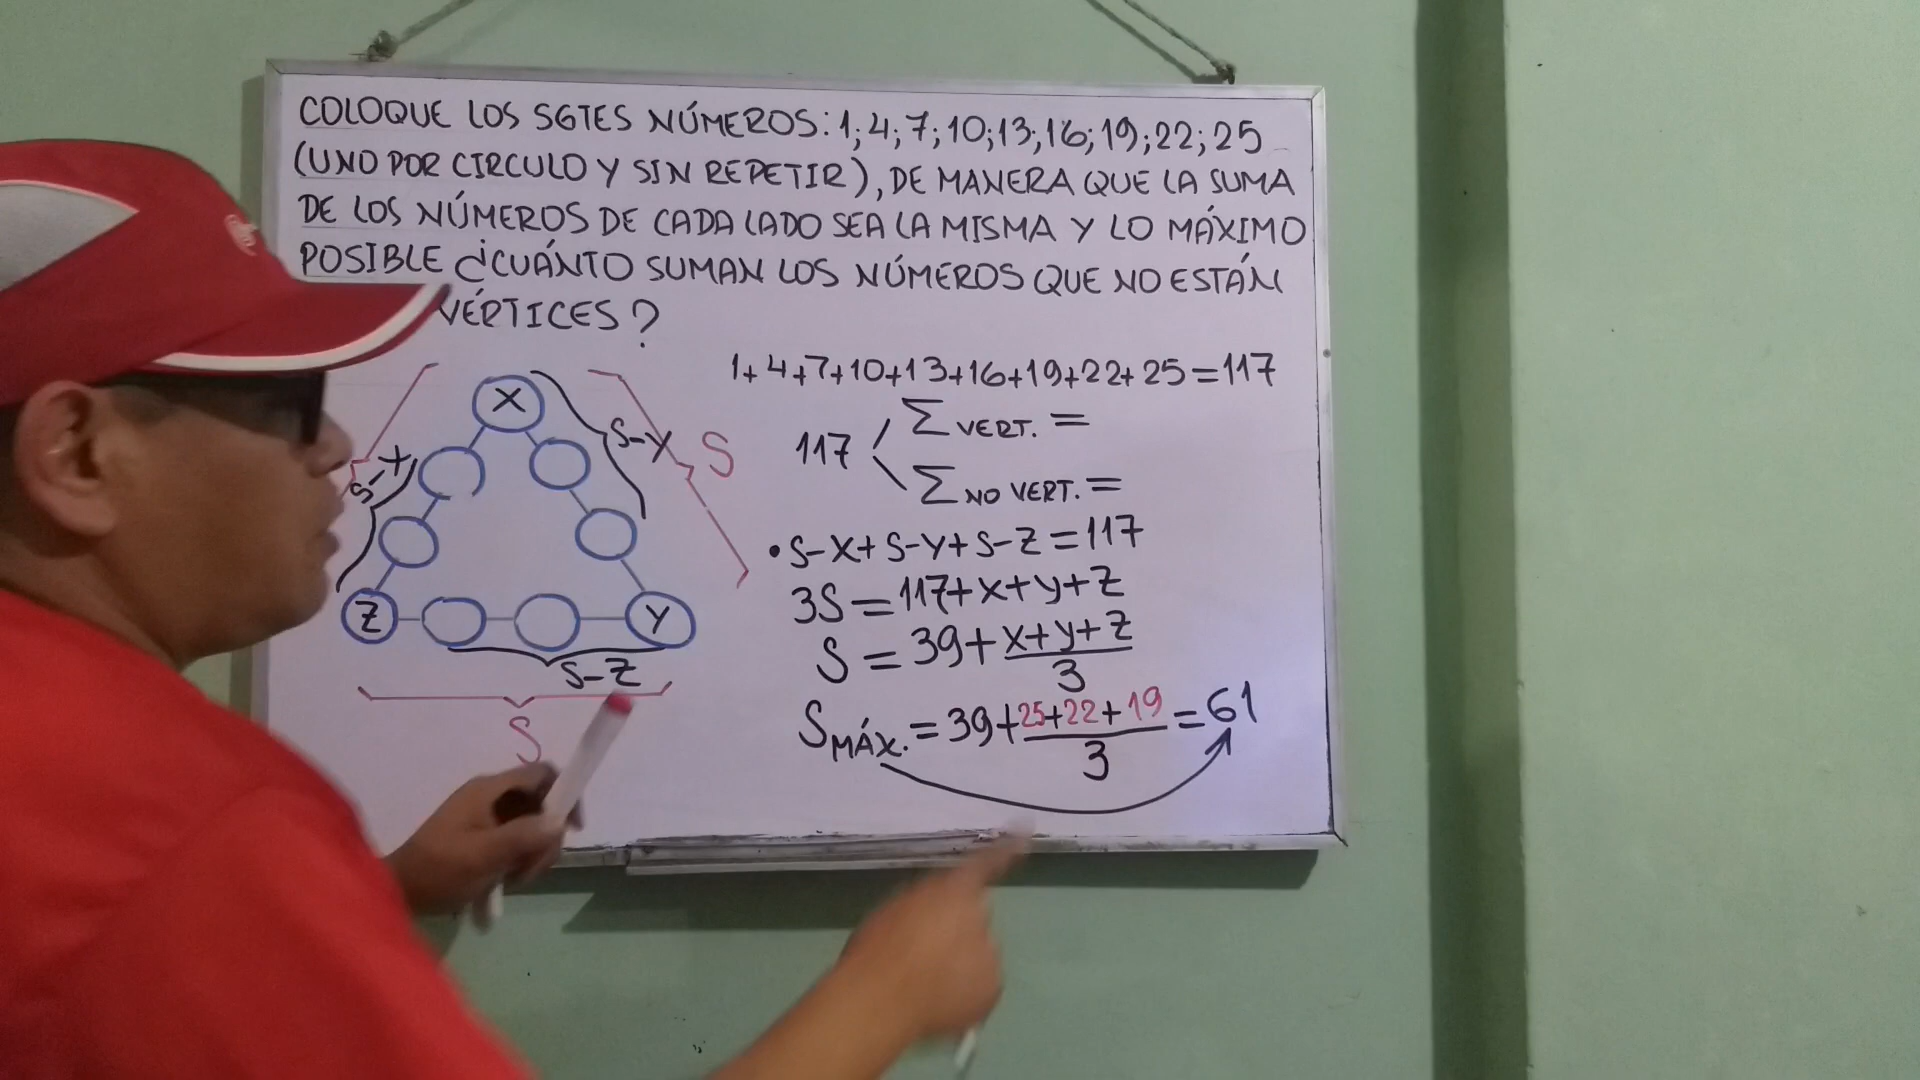 COLOQUE LOS SGTES NÚMEROS: 1; 4; 7; 10; 13; 16; 19; 22; 25
(UNO POR CIRCULO Y SIN REPETIR), DE MANERA QUE LA SUMA
DE LOS NÚMEROS DE CADA LADO SEA LA MISMA Y LO MÁXIMO
POSIBLE ¿CUÁNTO SUMAN LOS NÚMEROS QUE NO ESTÁN
VÉRTICES?
1+4+7+10+13+16+19+22+25=117
X
S-Y
S
S-X
Z
Y
S-Z
S
117
Σ VERT. =
Σ NO VERT. =
• S-X+S-Y+S-Z=117
3S=117+X+Y+Z
S=39+X+Y+Z
3
SMÁX.=39+25+22+19=61
3